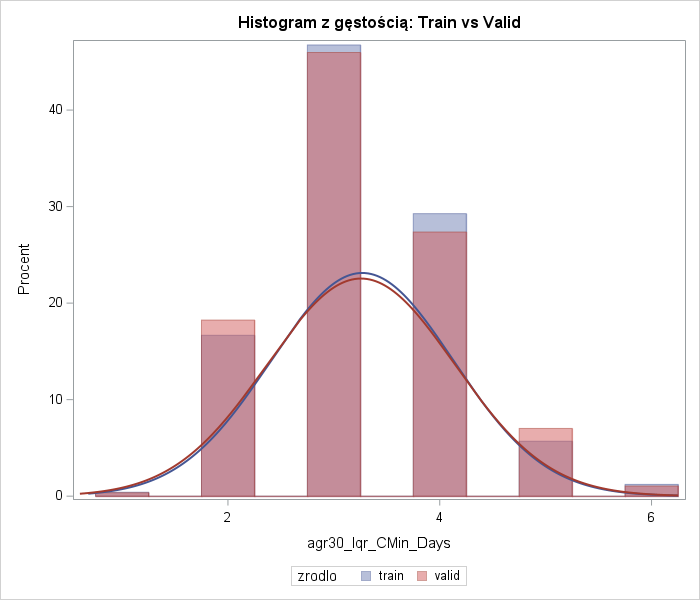 Histogram z gęstością: Train vs Valid
Procent
40
30
20
10
0
2
4
6
agr30_Iqr_CMin_Days
zrodlo train valid